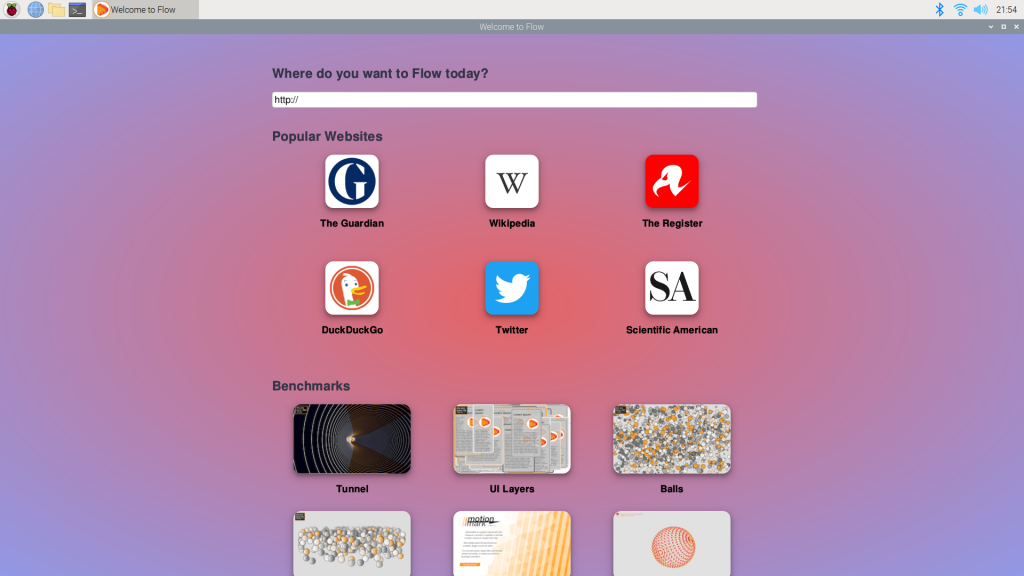 Welcome to Flow
21:54
Welcome to Flow
Where do you want to Flow today?
http://
Popular Websites
G
W
The Guardian
Wikipedia
The Register
SA
DuckDuckGo
Twitter
Scientific American
Benchmarks
Tunnel
UI Layers
Balls
motion
mark